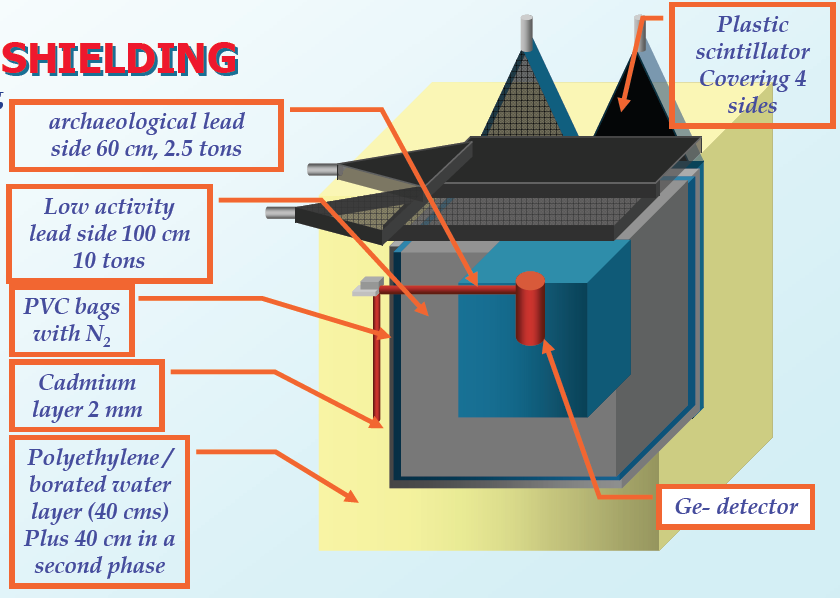 SHIELDING
archaeological lead
side 60 cm, 2.5 tons
Low activity
lead side 100 cm
10 tons
PVC bags
with N₂
Cadmium
layer 2 mm
Polyethylene/
borated water
layer (40 cms)
Plus 40 cm in a
second phase
Plastic
scintillator
Covering 4
sides
Ge- detector